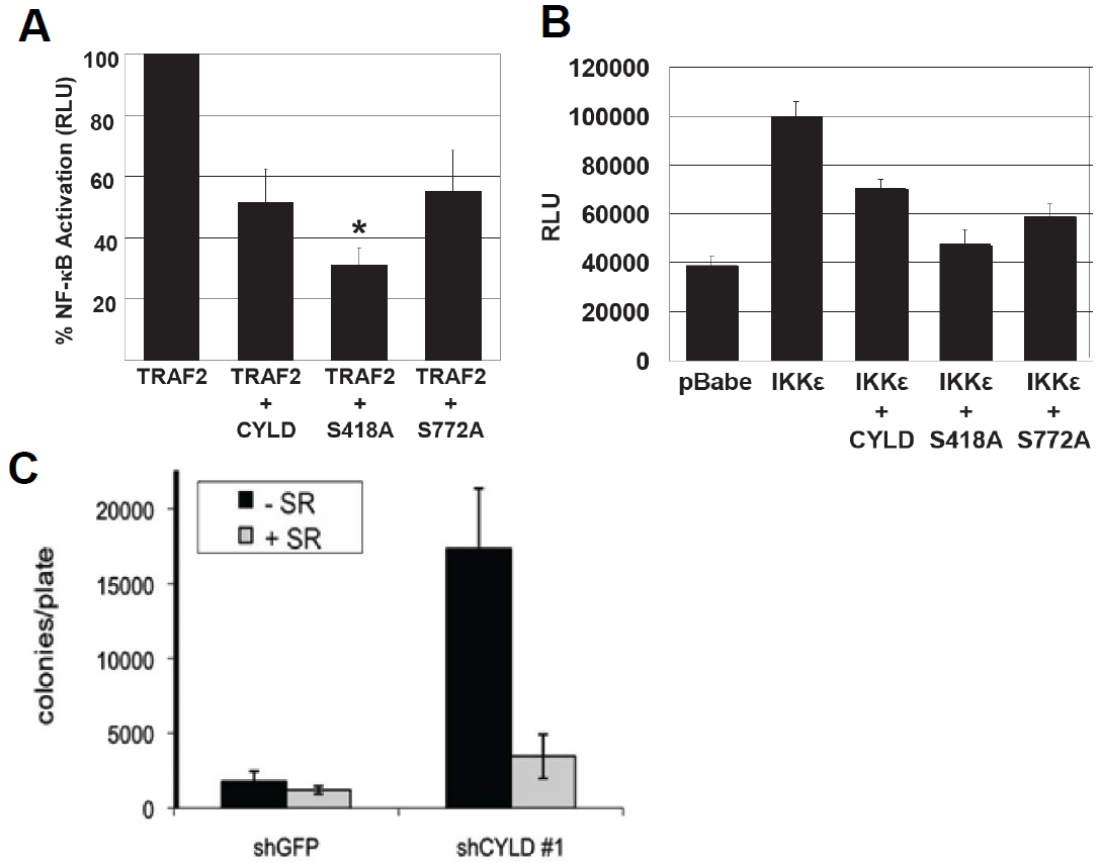 A
% NF-κB Activation (RLU)
100
80
60
40
20
*
TRAF2
TRAF2
+
CYLD
TRAF2
+
S418A
TRAF2
+
S772A
B
RLU
120000
100000
80000
60000
40000
20000
0
pBabe
IKKε
IKKε
+
CYLD
IKKε
+
S418A
IKKε
+
S772A
C
colonies/plate
20000
15000
10000
5000
0
- SR
+ SR
shGFP
shCYLD #1